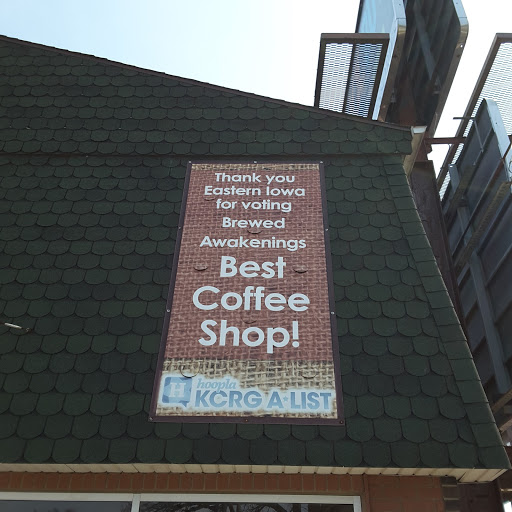 Thank you
Eastern Iowa
for voting
Brewed
Awakenings
Best
Coffee
Shop!
H hoopla
KCRG A-LIST